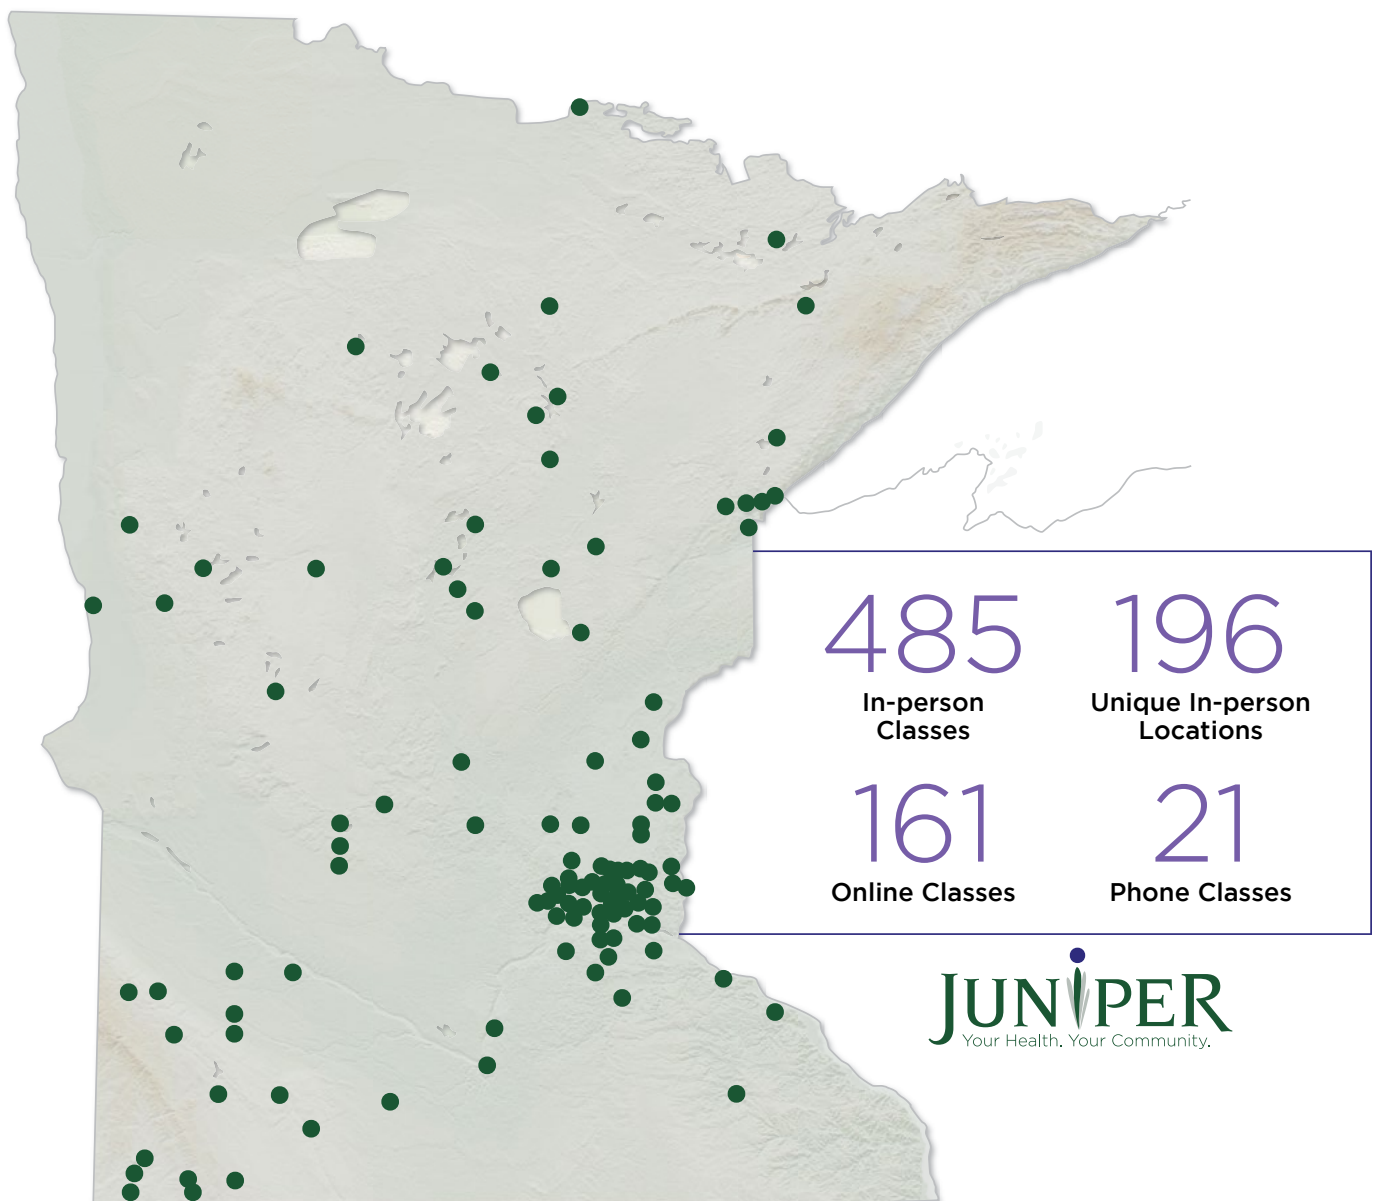 485
In-person
Classes
196
Unique In-person
Locations
161
Online Classes
21
Phone Classes
JUNIPER
Your Health. Your Community.